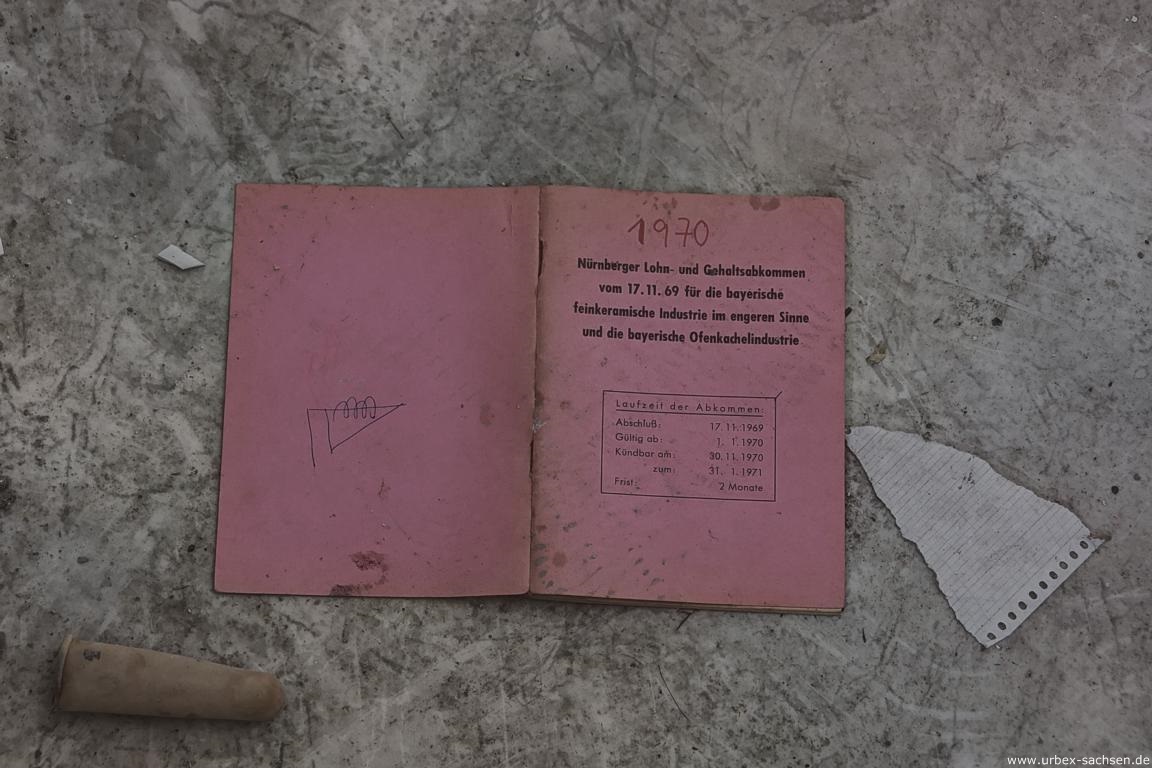 1970
Nürnberger Lohn- und Gehaltsabkommen
vom 17.11.69 für die bayerische
feinkeramische Industrie im engeren Sinne
und die bayerische Ofenkachelindustrie
Laufzeit der Abkommen:
Abschluß: 17.11.1969
Gültig ab: 1. 1.1970
Kündbar am: 30.11.1970
zum: 31. 1.1971
Frist: 2 Monate
www.urbex-sachsen.de